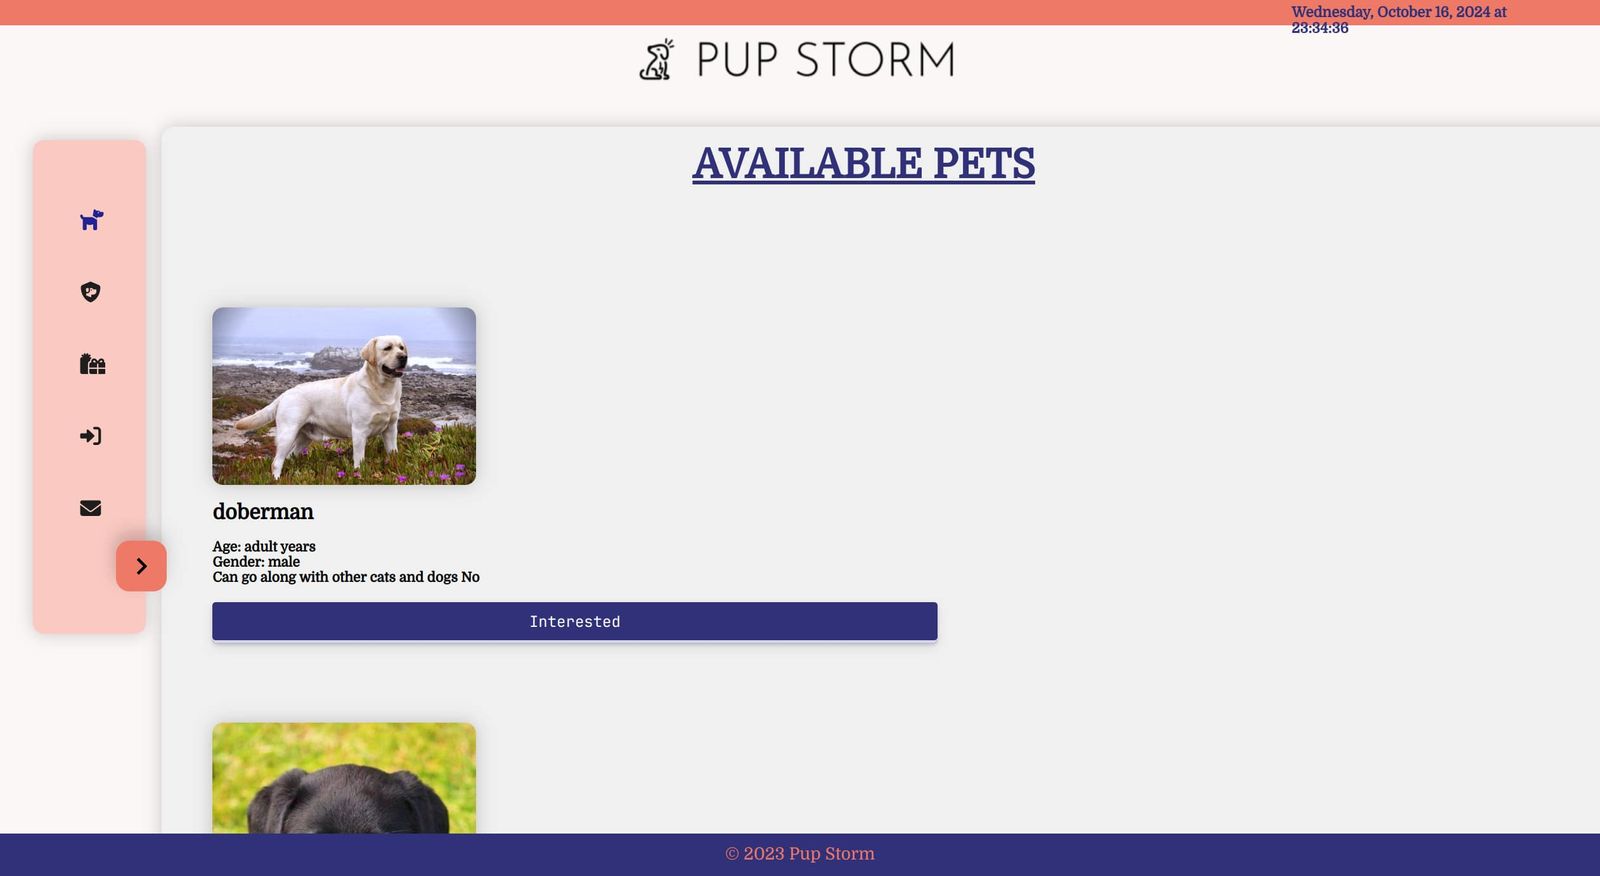 Wednesday, October 16, 2024 at
23:34:36
PUP STORM
AVAILABLE PETS
doberman
Age: adult years
Gender: male
Can go along with other cats and dogs No
Interested
© 2023 Pup Storm